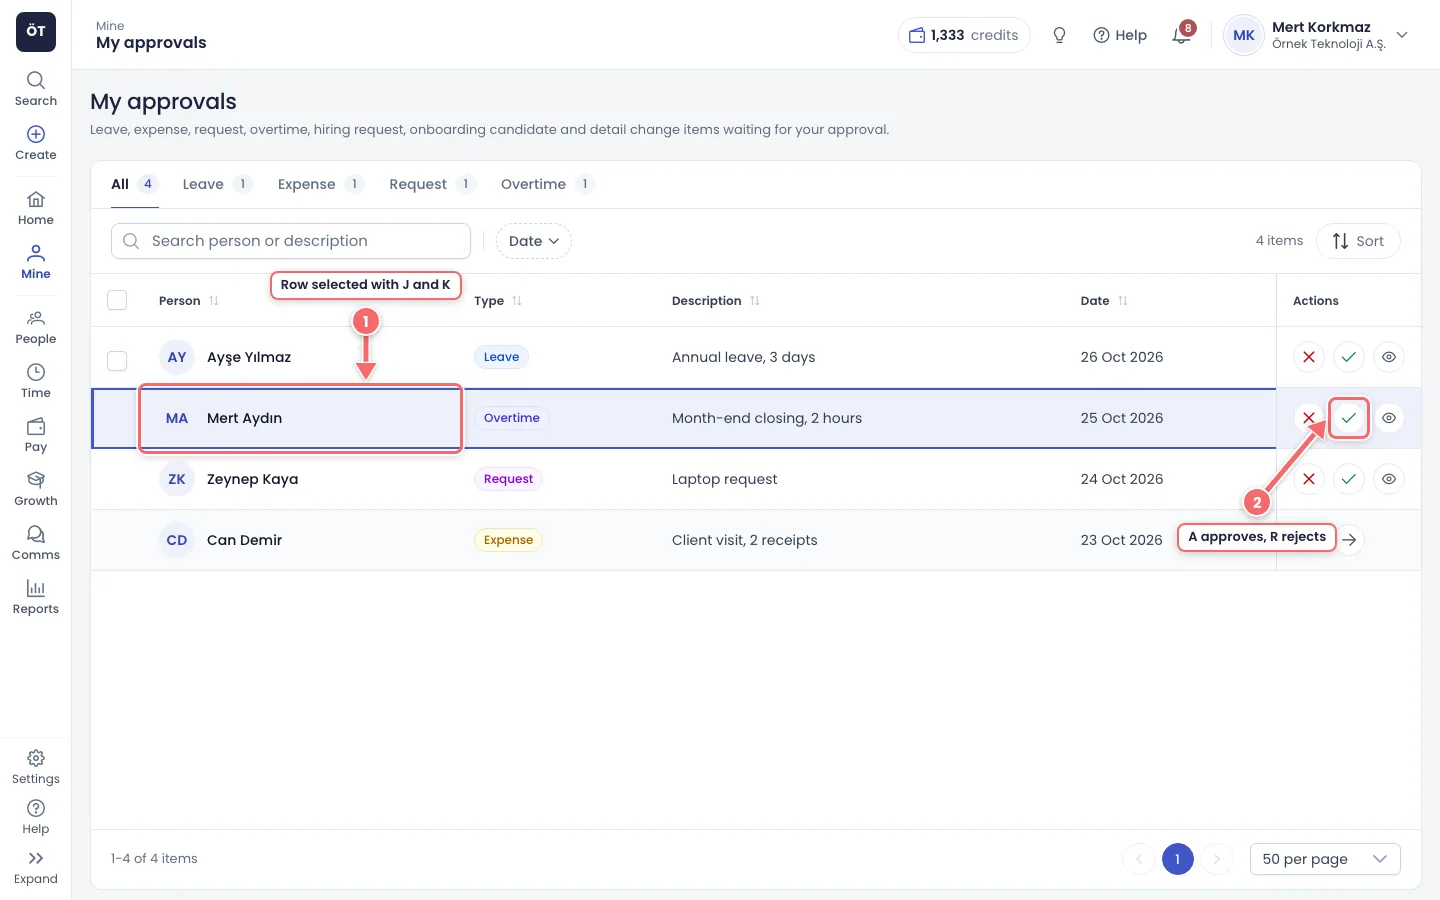 ÖT
Search
Create
Home
Mine
People
Time
Pay
Growth
Comms
Reports
Settings
Help
Expand
Mine
My approvals
1,333 credits
Help
8
MK
Mert Korkmaz
Örnek Teknoloji A.Ş.
My approvals
Leave, expense, request, overtime, hiring request, onboarding candidate and detail change items waiting for your approval.
All 4 Leave 1 Expense 1 Request 1 Overtime 1
Search person or description
Date
4 items
Sort
Row selected with J and K
1
Person Type Description Date Actions
AY Ayşe Yılmaz Leave Annual leave, 3 days 26 Oct 2026
MA Mert Aydın Overtime Month-end closing, 2 hours 25 Oct 2026
ZK Zeynep Kaya Request Laptop request 24 Oct 2026
2
CD Can Demir Expense Client visit, 2 receipts 23 Oct 2026
A approves, R rejects
1-4 of 4 items
1
50 per page